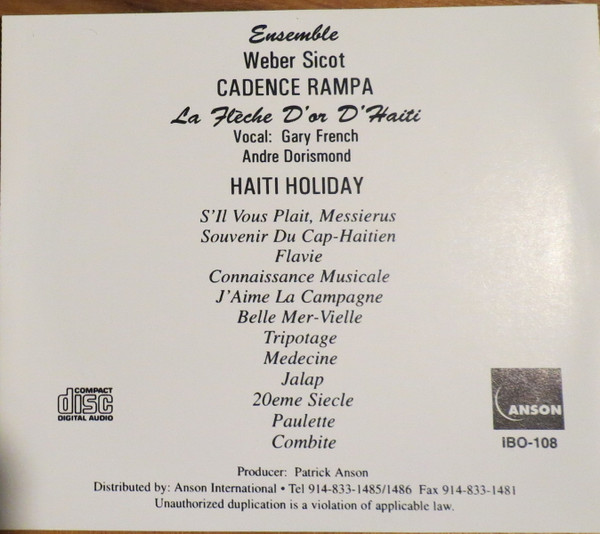 Ensemble
Weber Sicot
CADENCE RAMPA
La Flèche D'or D'Haiti
Vocal: Gary French
Andre Dorismond
HAITI HOLIDAY
S'Il Vous Plait, Messierus
Souvenir Du Cap-Haitien
Flavie
Connaissance Musicale
J'Aime La Campagne
Belle Mer-Vielle
Tripotage
Medecine
Jalap
20eme Siecle
Paulette
Combite
COMPACT
disc
DIGITAL AUDIO
ANSON
IBO-108
Producer: Patrick Anson
Distributed by: Anson International • Tel 914-833-1485/1486 Fax 914-833-1481
Unauthorized duplication is a violation of applicable law.